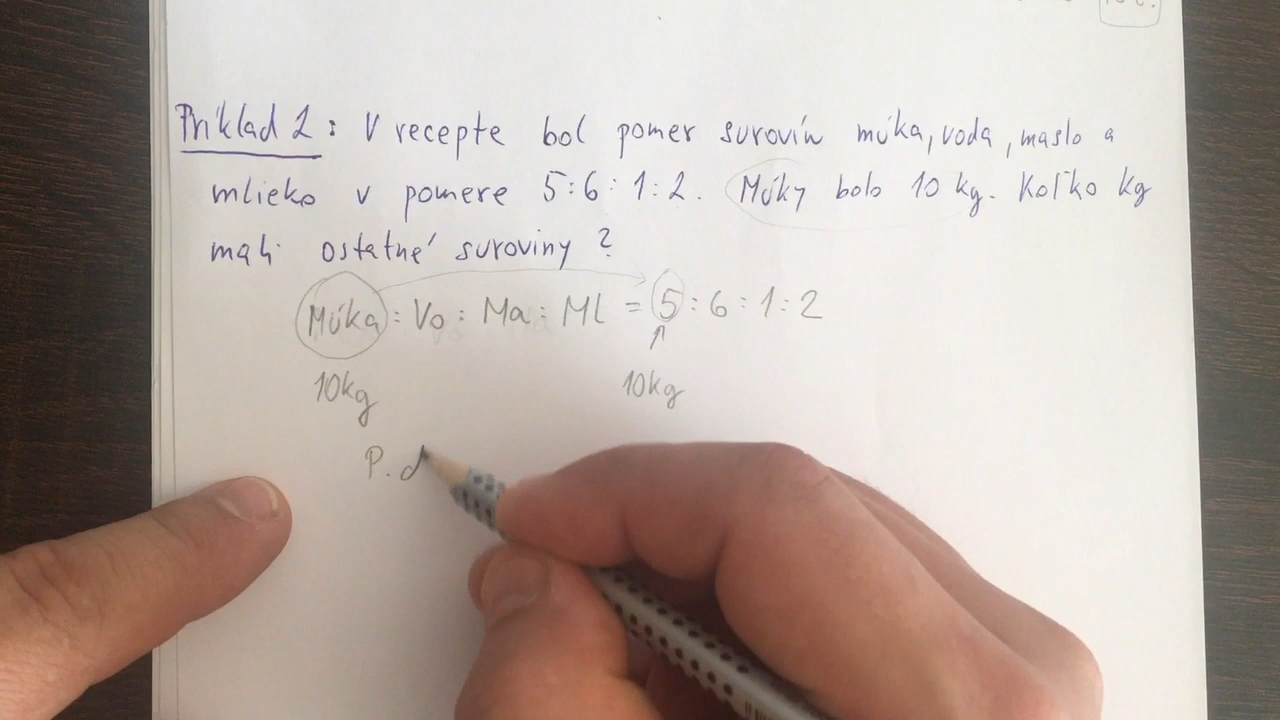 Príklad 2: V recepte bol pomer surovín múka, voda, maslo a
mlieko v pomere 5:6:1:2. Múky bolo 10 kg. Koľko kg
mali ostatné suroviny?
Múka : Vo : Ma : Ml = 5 : 6 : 1 : 2
10kg 10kg
P. d